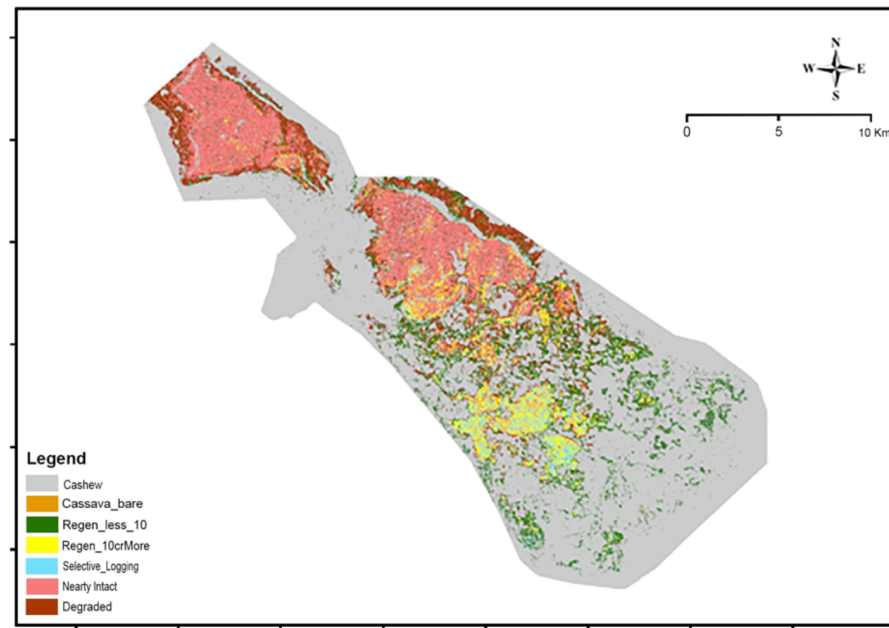 N
W E
S
0 5 10 Km
Legend
Cashew
Cassava_bare
Regen_less_10
Regen_10crMore
Selective_Logging
Nearty Intact
Degraded